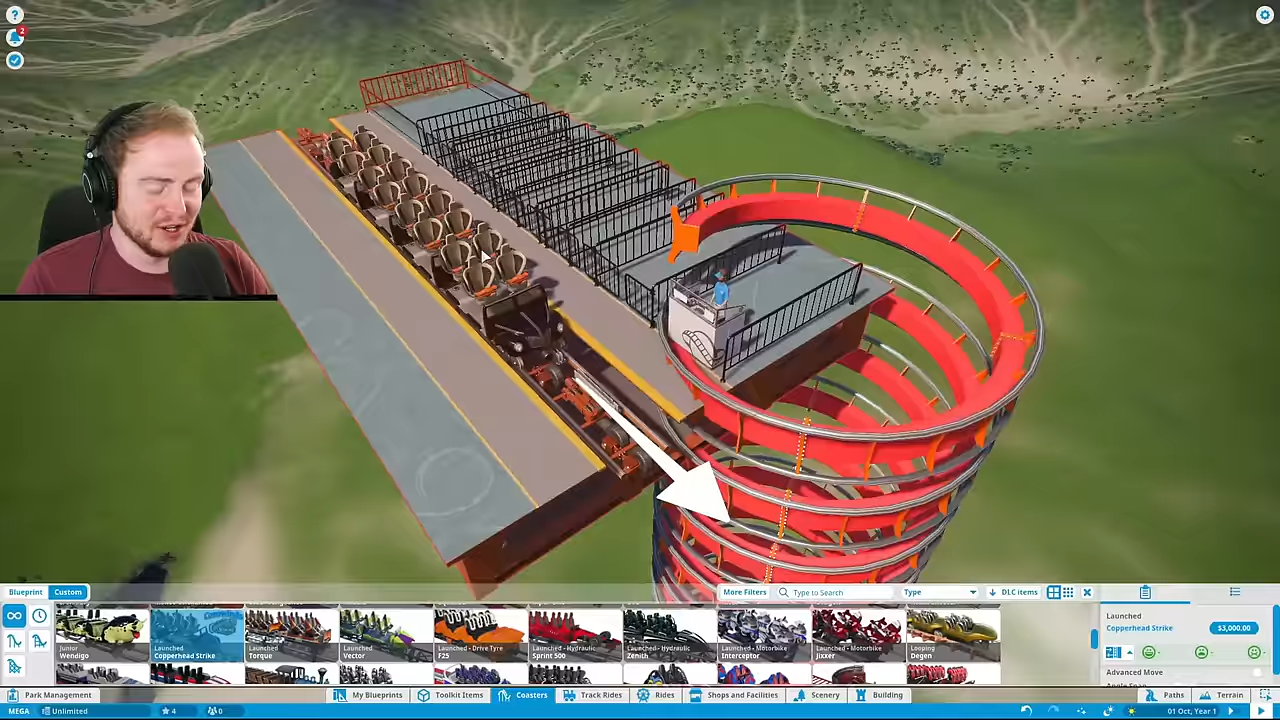 ?
2
Blueprint Custom
More Filters Type to Search Type DLC items
Junior
Wendigo
Launched
Copperhead Strike
Launched
Torque
Launched
Vector
Launched - Drive Tyre
F25
Launched - Hydraulic
Sprint 500
Launched - Hydraulic
Zenith
Launched - Motorbike
Interceptor
Launched - Motorbike
Jixxer
Looping
Degen
Launched
Copperhead Strike $3,000.00
Advanced Move
Park Management My Blueprints Toolkit Items Coasters Track Rides Rides Shops and Facilities Scenery Building Paths Terrain
MEGA Unlimited 4 0 01 Oct, Year 1